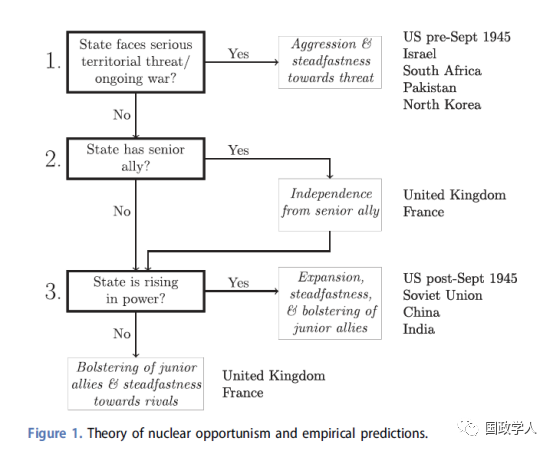 1.
State faces serious
territorial threat/
ongoing war?
Yes
Aggression &
steadfastness
towards threat
US pre-Sept 1945
Israel
South Africa
Pakistan
North Korea
No
2.
State has senior
ally?
Yes
Independence
from senior ally
United Kingdom
France
No
3.
State is rising
in power?
Yes
Expansion,
steadfastness,
& bolstering of
junior allies
US post-Sept 1945
Soviet Union
China
India
No
Bolstering of junior
allies & steadfastness
towards rivals
United Kingdom
France
Figure 1. Theory of nuclear opportunism and empirical predictions.
国政学人